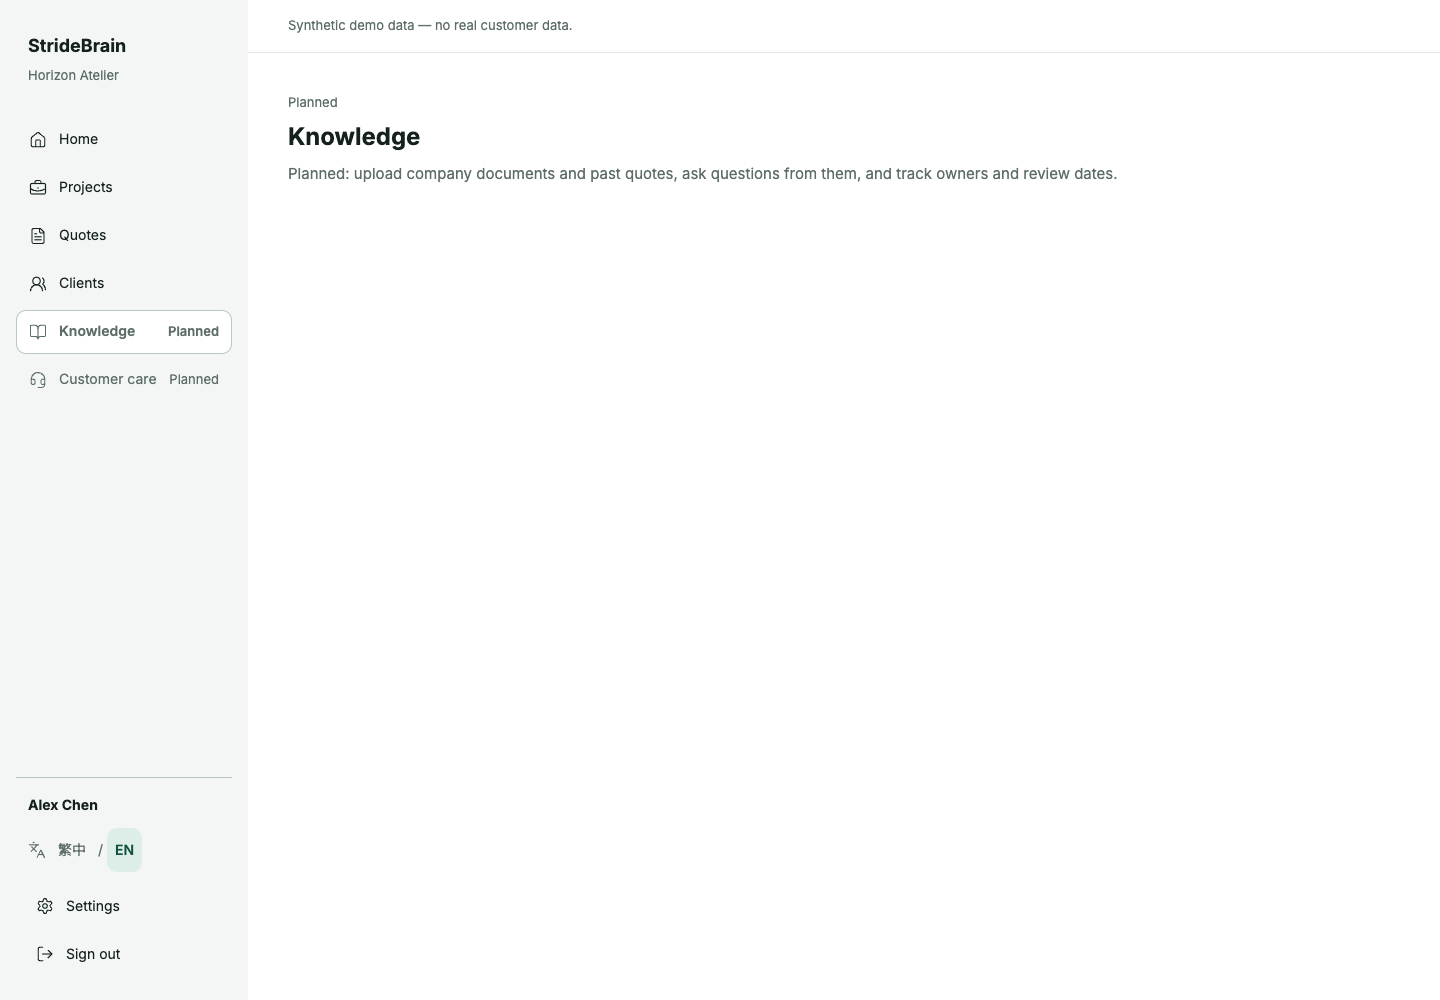 StrideBrain
Horizon Atelier
Home
Projects
Quotes
Clients
Knowledge Planned
Customer care Planned
Alex Chen
繁中 / EN
Settings
Sign out
Synthetic demo data — no real customer data.
Planned
Knowledge
Planned: upload company documents and past quotes, ask questions from them, and track owners and review dates.